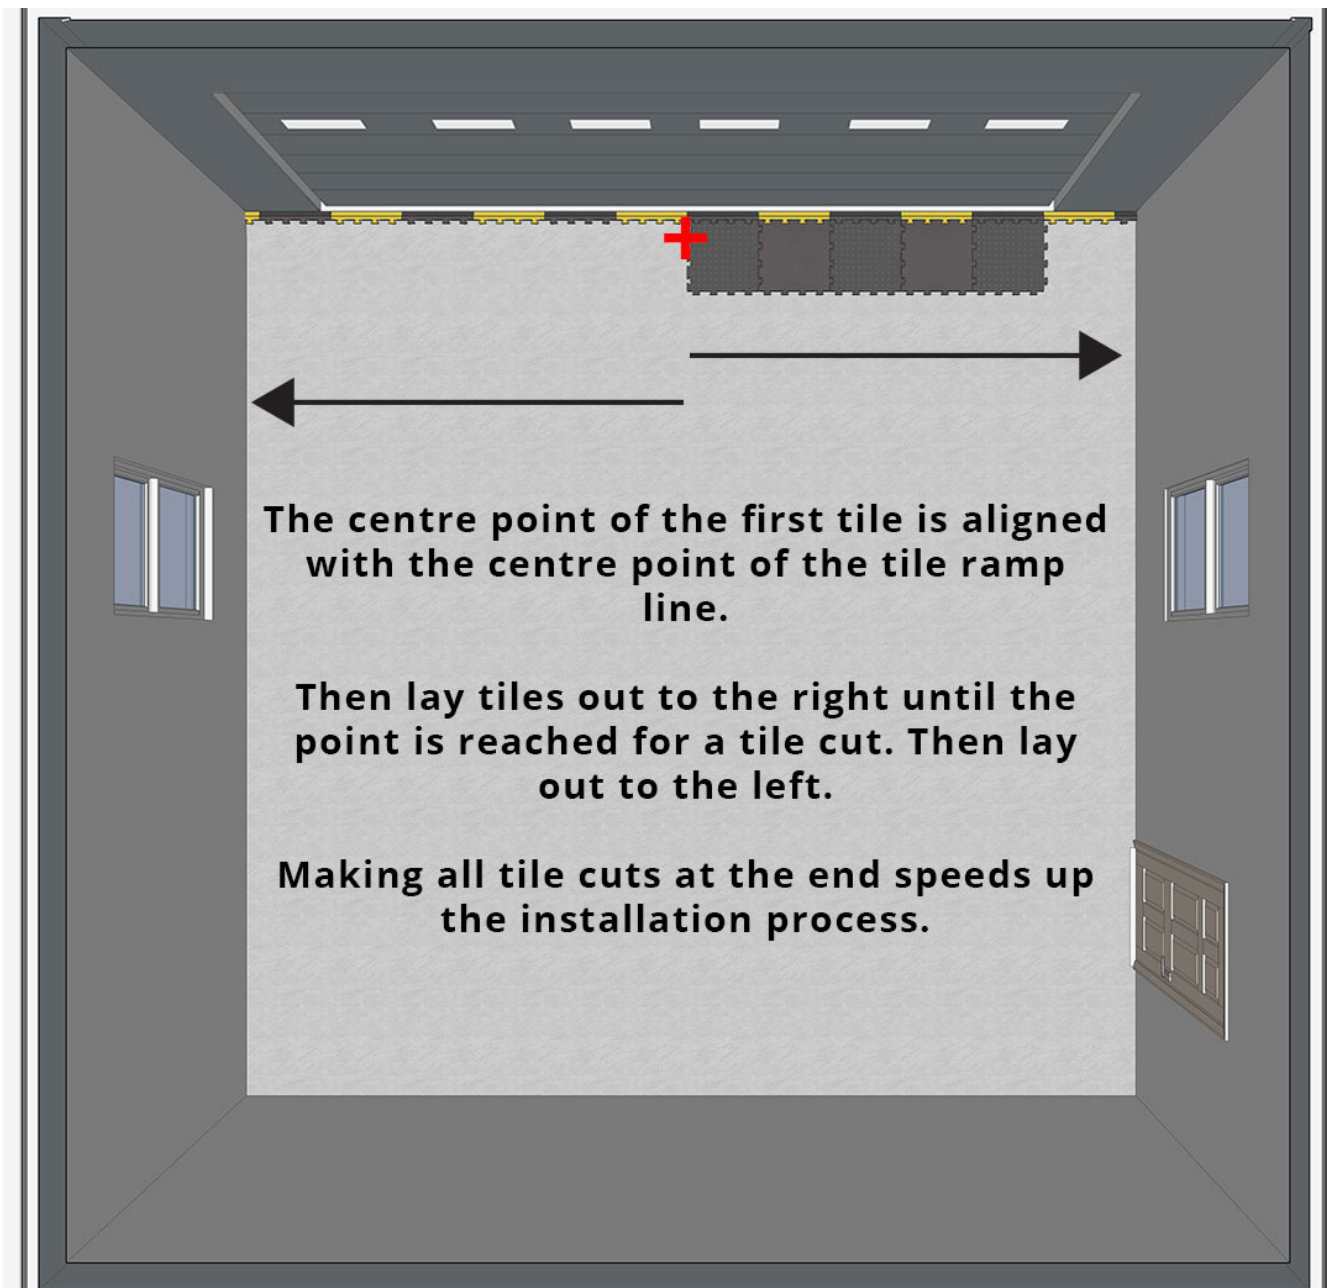 The centre point of the first tile is aligned
with the centre point of the tile ramp
line.
Then lay tiles out to the right until the
point is reached for a tile cut. Then lay
out to the left.
Making all tile cuts at the end speeds up
the installation process.